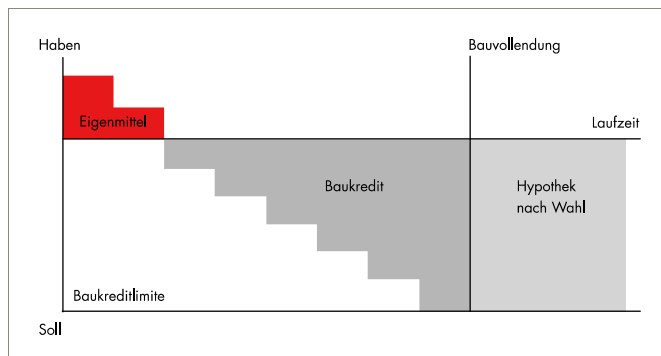 Haben
Bauvollendung
Eigenmittel
Laufzeit
Baukredit
Hypothek
nach Wahl
Baukreditlimite
Soll